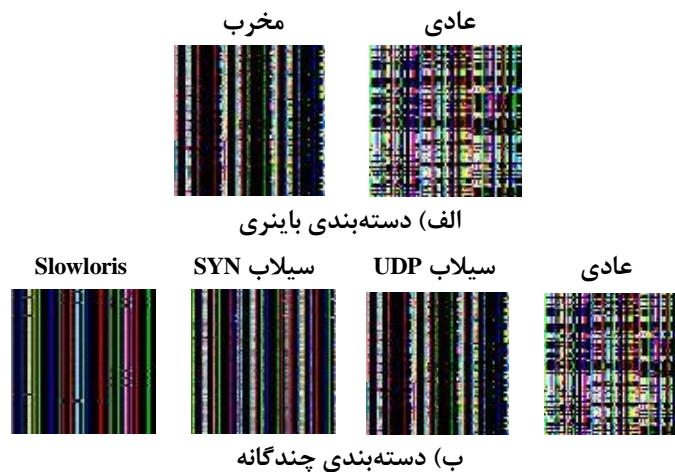 عادی
مخرب
الف) دسته‌بندی باینری
عادی
سیلاب UDP
سیلاب SYN
Slowloris
ب) دسته‌بندی چندگانه